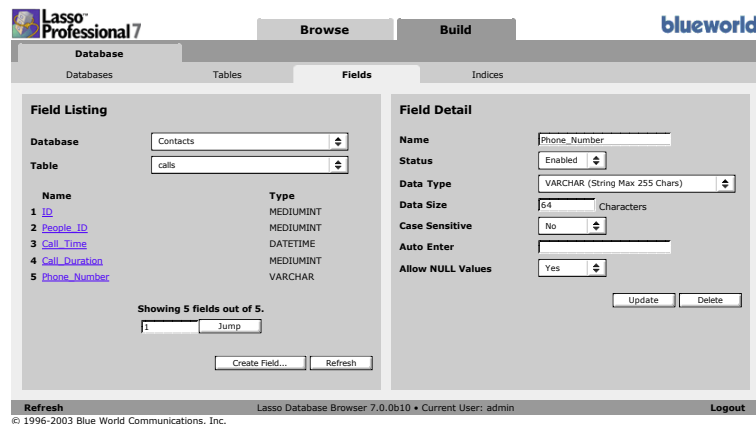 Lasso™
Professional 7
Browse
Build
blueworld
Database
Databases
Tables
Fields
Indices
Field Listing
Database
Contacts
Table
calls
Name Type
1 ID MEDIUMINT
2 People_ID MEDIUMINT
3 Call_Time DATETIME
4 Call_Duration MEDIUMINT
5 Phone_Number VARCHAR
Showing 5 fields out of 5.
1 Jump
Create Field... Refresh
Field Detail
Name Phone_Number
Status Enabled
Data Type VARCHAR (String Max 255 Chars)
Data Size 64 Characters
Case Sensitive No
Auto Enter
Allow NULL Values Yes
Update Delete
Refresh Lasso Database Browser 7.0.0b10 • Current User: admin Logout
© 1996-2003 Blue World Communications, Inc.